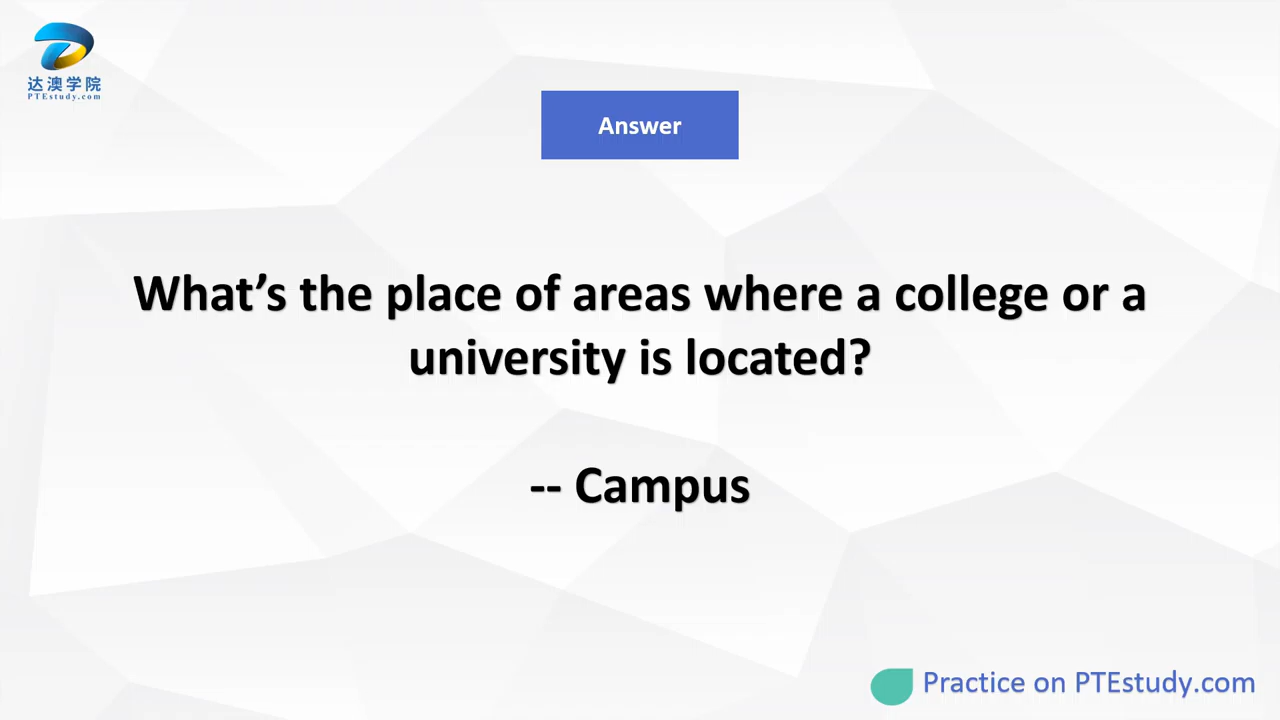 达澳学院
PTEstudy.com
Answer
What’s the place of areas where a college or a
university is located?
-- Campus
Practice on PTEstudy.com